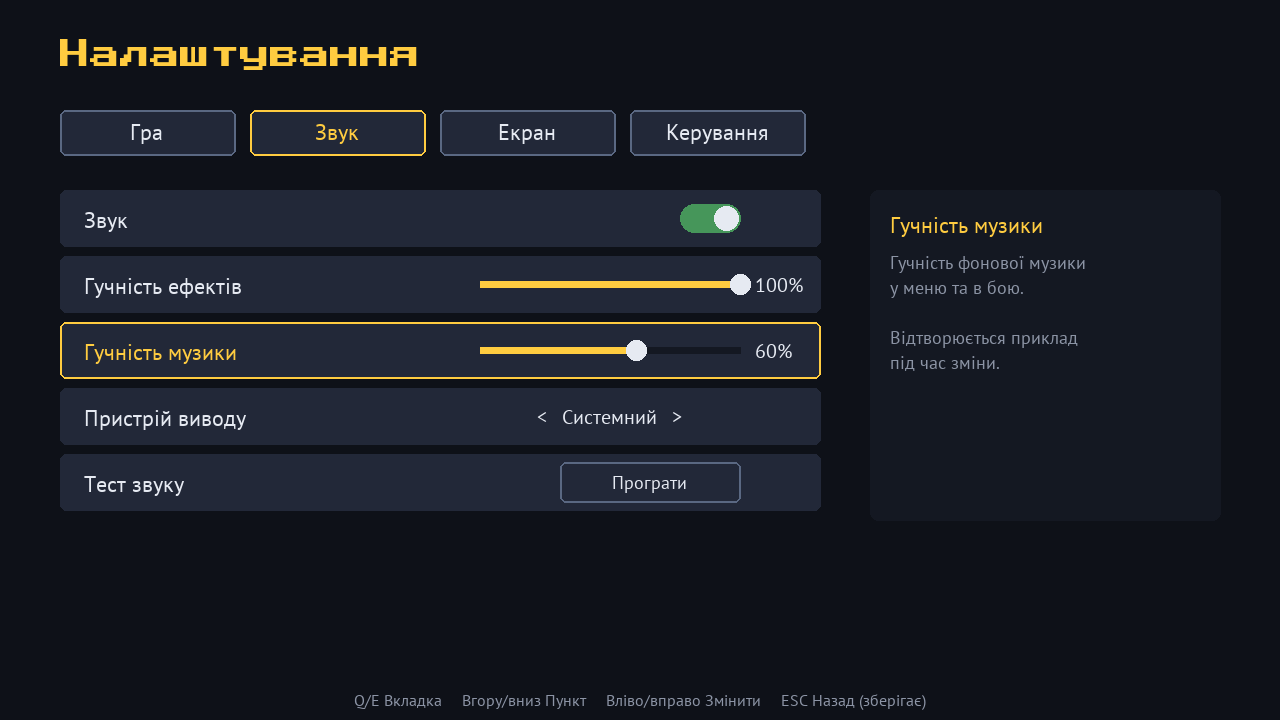 Налаштування
Гра
Звук
Екран
Керування
Звук
Гучність ефектів
100%
Гучність музики
60%
Пристрій виводу
< Системний >
Тест звуку
Програти
Гучність музики
Гучність фонової музики
у меню та в бою.
Відтворюється приклад
під час зміни.
Q/E Вкладка Вгору/вниз Пункт Вліво/вправо Змінити ESC Назад (зберігає)